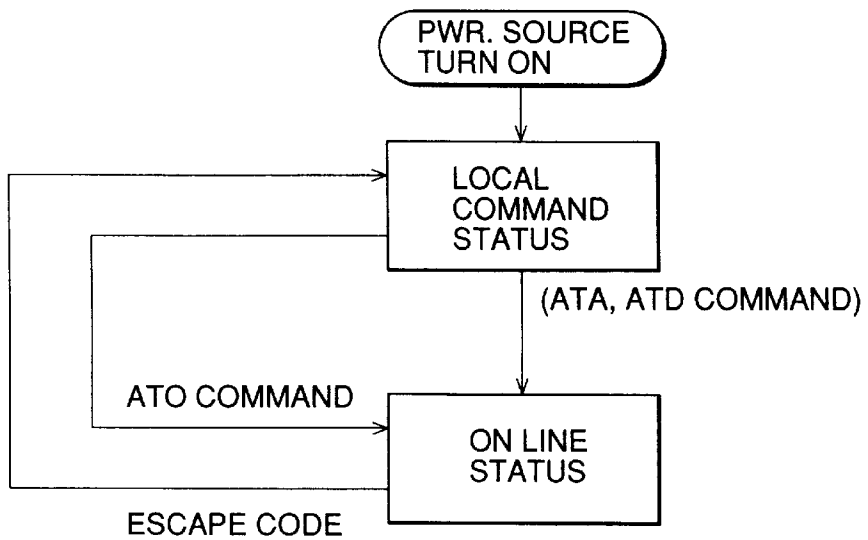 PWR. SOURCE
TURN ON
LOCAL
COMMAND
STATUS
(ATA, ATD COMMAND)
ATO COMMAND
ON LINE
STATUS
ESCAPE CODE